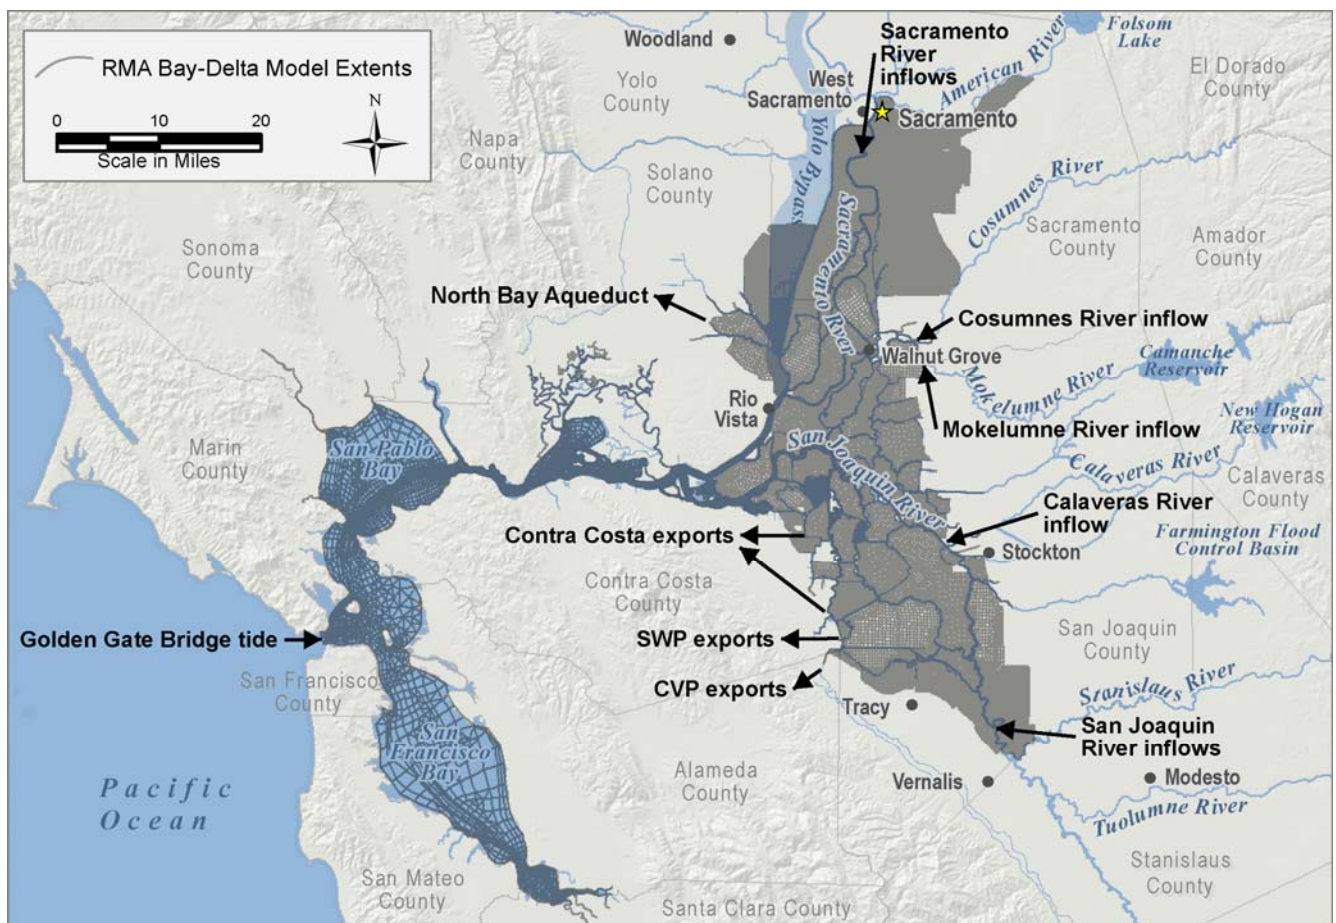 RMA Bay-Delta Model Extents
N
0 10 20
Scale in Miles
Woodland
Yolo
County
Napa
County
Solano
County
Sonoma
County
Marin
County
Sacramento
River
inflows
West
Sacramento
Sacramento
American River
Folsom
Lake
El Dorado
County
Yolo Bypass
Sacramento River
Cosumnes River
Sacramento
County
Amador
County
North Bay Aqueduct
Cosumnes River inflow
Walnut Grove
Camanche
Reservoir
Mokelumne River
Rio
Vista
Mokelumne River inflow
New Hogan
Reservoir
San Pablo
Bay
San Joaquin River
Calaveras River
Calaveras
County
Calaveras River
inflow
Contra Costa exports
Stockton
Farmington Flood
Control Basin
Contra Costa
County
Golden Gate Bridge tide
SWP exports
San Joaquin
County
San Francisco
County
CVP exports
Tracy
Stanislaus River
San Joaquin
River inflows
San
Francisco
Bay
Alameda
County
Vernalis
Modesto
Pacific
Ocean
Tuolumne River
San Mateo
County
Santa Clara County
Stanislaus
County